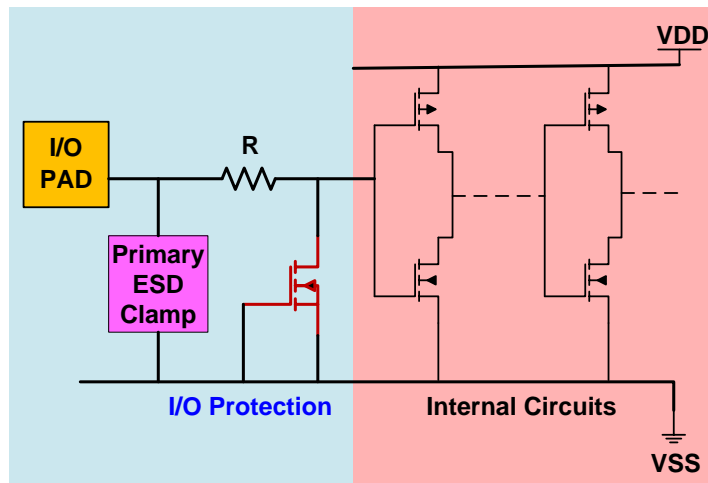 VDD
I/O
PAD
R
Primary
ESD
Clamp
I/O Protection
Internal Circuits
VSS